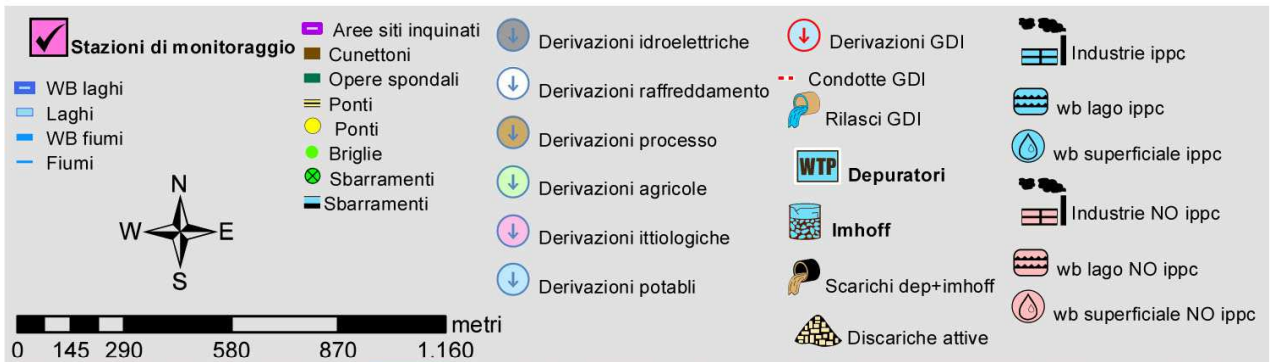 Stazioni di monitoraggio
WB laghi
Laghi
WB fiumi
Fiumi
N
W E
S
0 145 290 580 870 1.160 metri
Aree siti inquinati
Cunettoni
Opere spondali
Ponti
Ponti
Briglie
Sbarramenti
Sbarramenti
Derivazioni idroelettriche
Derivazioni raffreddamento
Derivazioni processo
Derivazioni agricole
Derivazioni ittiologiche
Derivazioni potabli
Derivazioni GDI
Condotte GDI
Rilasci GDI
WTP Depuratori
Imhoff
Scarichi dep+imhoff
Discariche attive
Industrie ippc
wb lago ippc
wb superficiale ippc
Industrie NO ippc
wb lago NO ippc
wb superficiale NO ippc